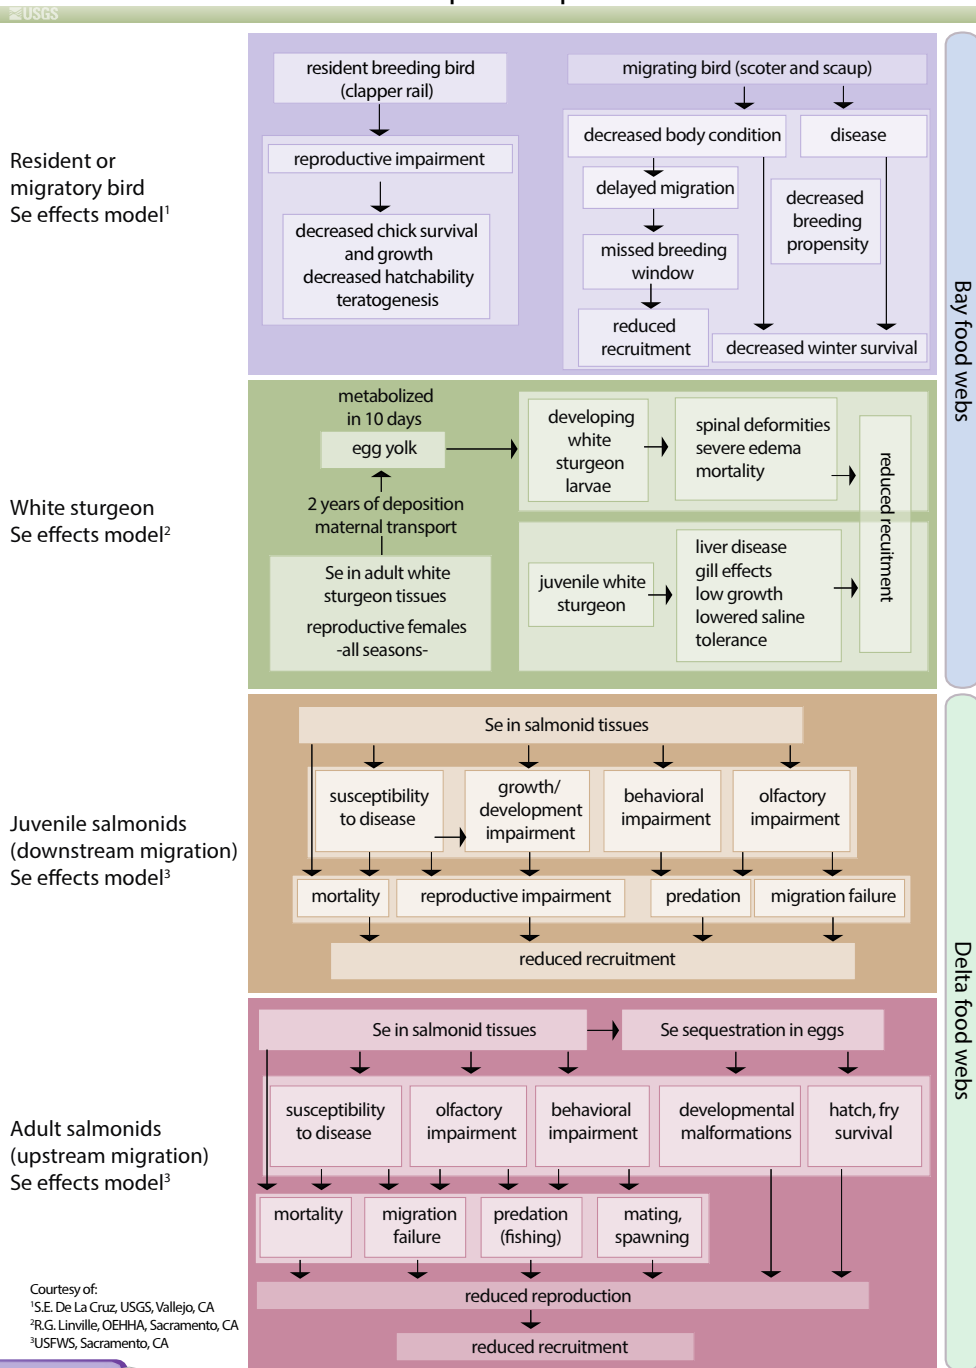 USGS
resident breeding bird
(clapper rail)
migrating bird (scoter and scaup)
reproductive impairment
decreased body condition
disease
Resident or
migratory bird
Se effects model¹
delayed migration
decreased
breeding
propensity
decreased chick survival
and growth
decreased hatchability
teratogenesis
missed breeding
window
reduced
recruitment
decreased winter survival
Bay food webs
metabolized
in 10 days
egg yolk
developing
white
sturgeon
larvae
spinal deformities
severe edema
mortality
reduced recuitment
2 years of deposition
maternal transport
White sturgeon
Se effects model²
Se in adult white
sturgeon tissues
reproductive females
-all seasons-
juvenile white
sturgeon
liver disease
gill effects
low growth
lowered saline
tolerance
Se in salmonid tissues
susceptibility
to disease
growth/
development
impairment
behavioral
impairment
olfactory
impairment
Juvenile salmonids
(downstream migration)
Se effects model³
mortality
reproductive impairment
predation
migration failure
reduced recruitment
Delta food webs
Se in salmonid tissues
Se sequestration in eggs
susceptibility
to disease
olfactory
impairment
behavioral
impairment
developmental
malformations
hatch, fry
survival
Adult salmonids
(upstream migration)
Se effects model³
mortality
migration
failure
predation
(fishing)
mating,
spawning
reduced reproduction
reduced recruitment
Courtesy of:
¹S.E. De La Cruz, USGS, Vallejo, CA
²R.G. Linville, OEHHA, Sacramento, CA
³USFWS, Sacramento, CA